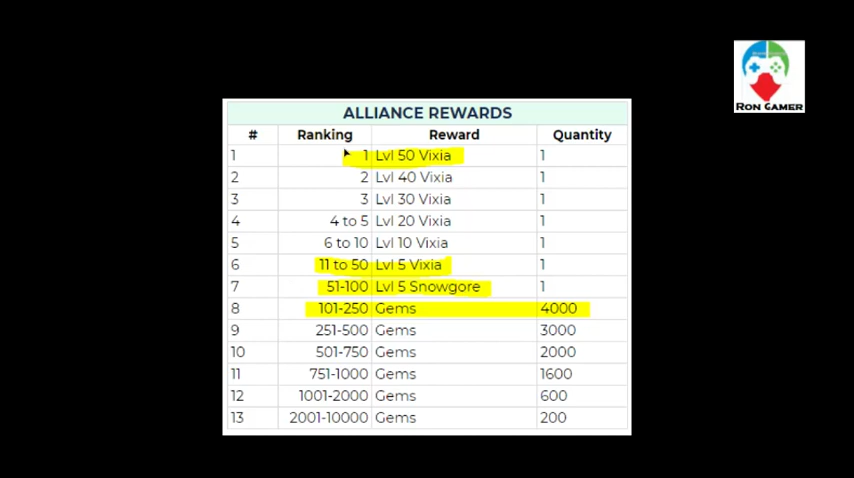 RON GAMER
ALLIANCE REWARDS
# Ranking Reward Quantity
1 1 Lvl 50 Vixia 1
2 2 Lvl 40 Vixia 1
3 3 Lvl 30 Vixia 1
4 4 to 5 Lvl 20 Vixia 1
5 6 to 10 Lvl 10 Vixia 1
6 11 to 50 Lvl 5 Vixia 1
7 51-100 Lvl 5 Snowgore 1
8 101-250 Gems 4000
9 251-500 Gems 3000
10 501-750 Gems 2000
11 751-1000 Gems 1600
12 1001-2000 Gems 600
13 2001-10000 Gems 200